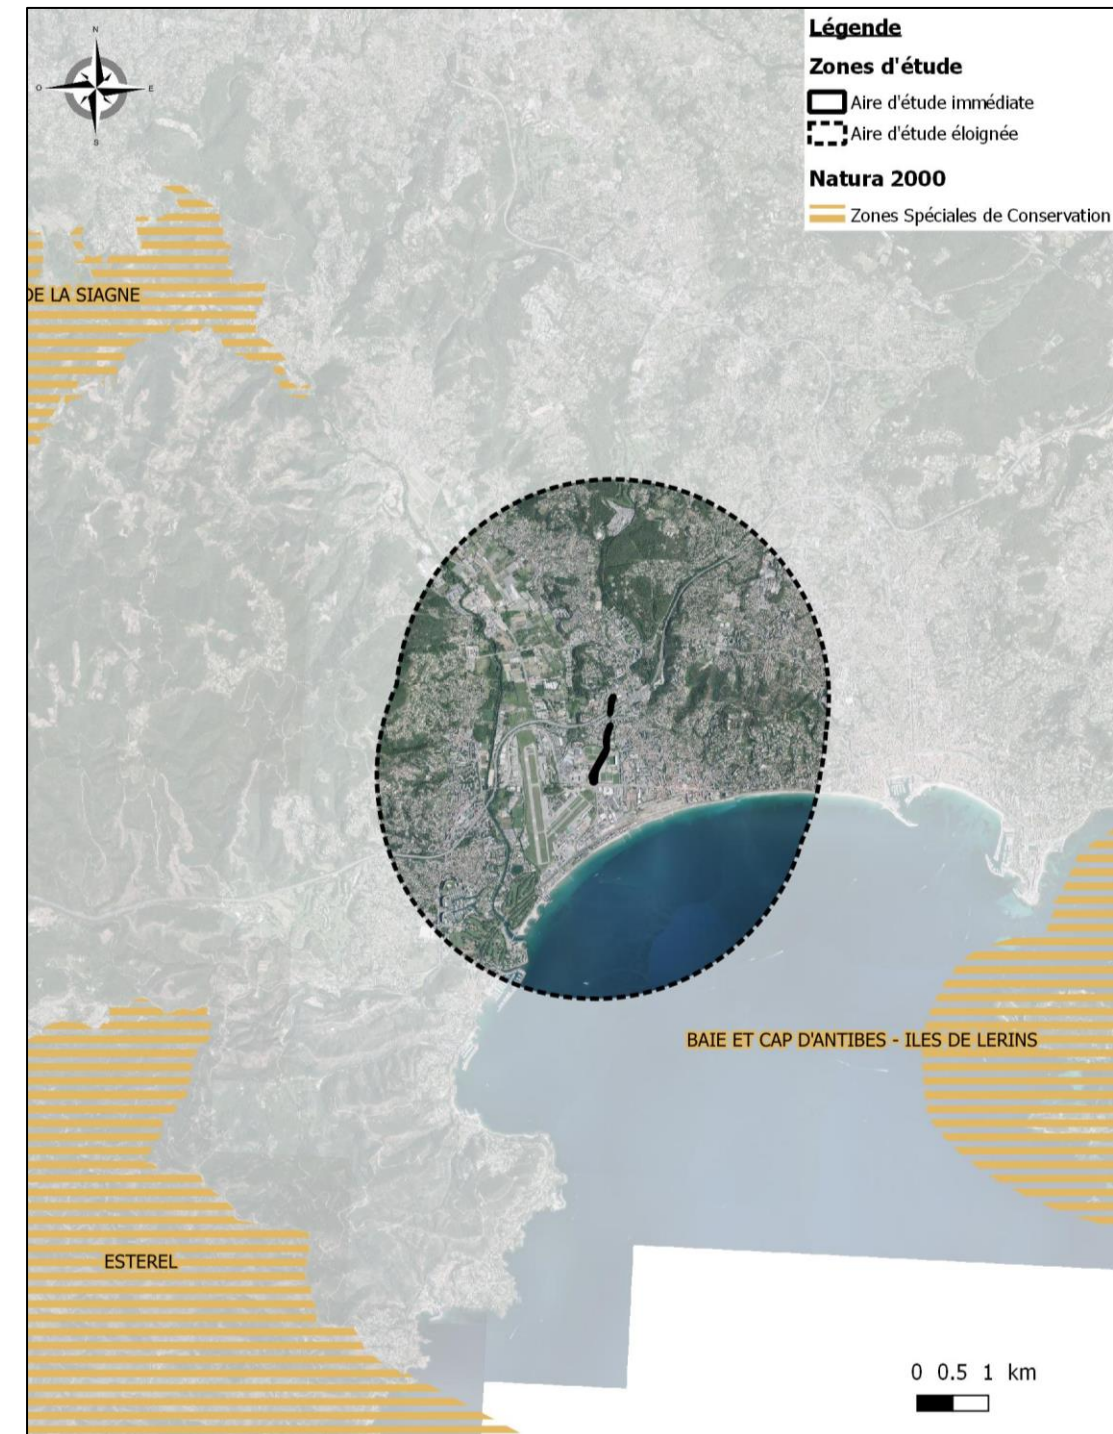 N
O
E
S
Légende
Zones d'étude
Aire d'étude immédiate
Aire d'étude éloignée
Natura 2000
Zones Spéciales de Conservation
DE LA SIAGNE
BAIE ET CAP D'ANTIBES - ILES DE LERINS
ESTEREL
0 0.5 1 km